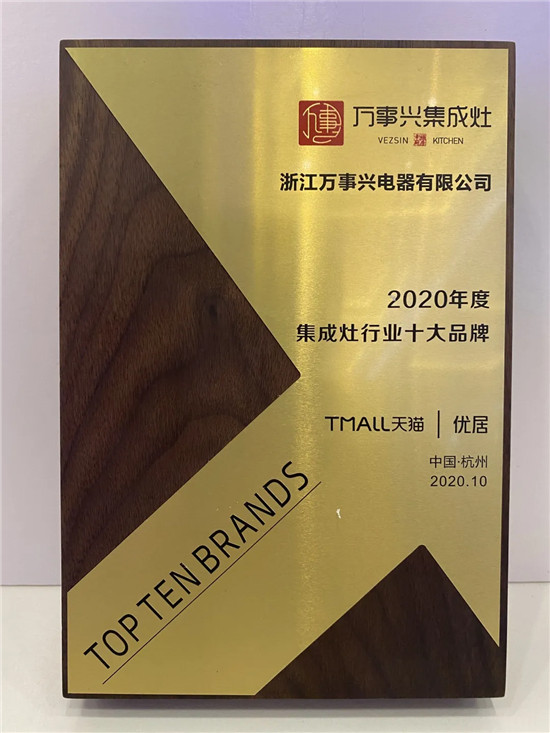 万事兴集成灶
VEZSIN KITCHEN
浙江万事兴电器有限公司
2020年度
集成灶行业十大品牌
TMALL天猫 | 优居
中国·杭州
2020.10
TOP TEN BRANDS